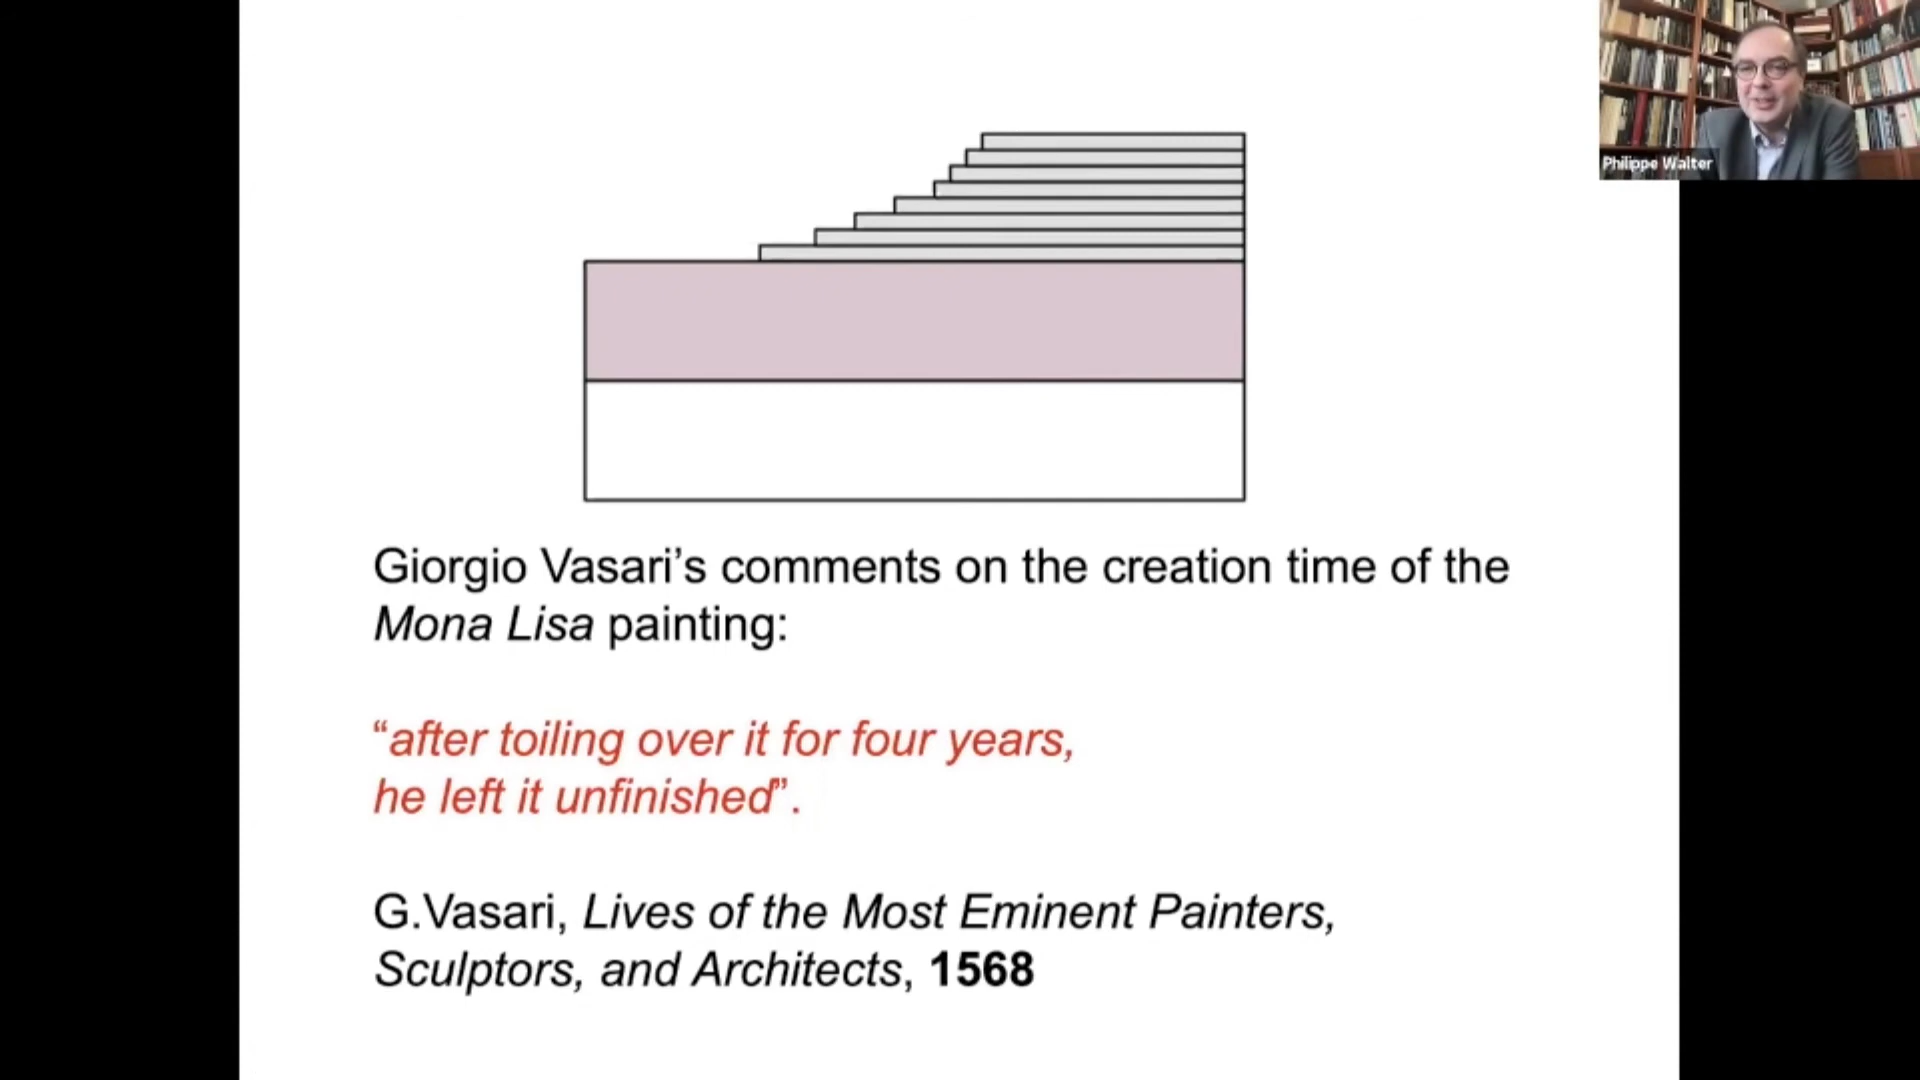 Philippe Walter
Giorgio Vasari’s comments on the creation time of the
Mona Lisa painting:
“after toiling over it for four years,
he left it unfinished”.
G.Vasari, Lives of the Most Eminent Painters,
Sculptors, and Architects, 1568